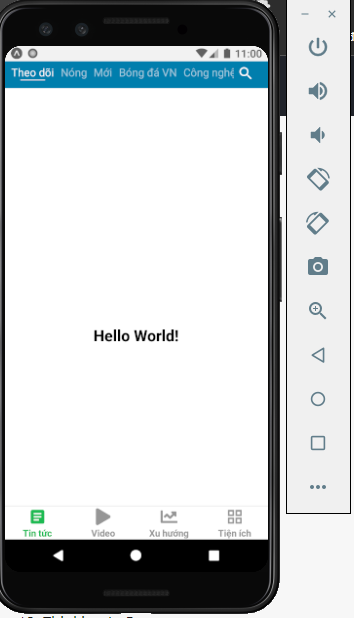 11:00
Theo dõi Nóng Mới Bóng đá VN Công nghệ
Hello World!
Tin tức Video Xu hướng Tiện ích